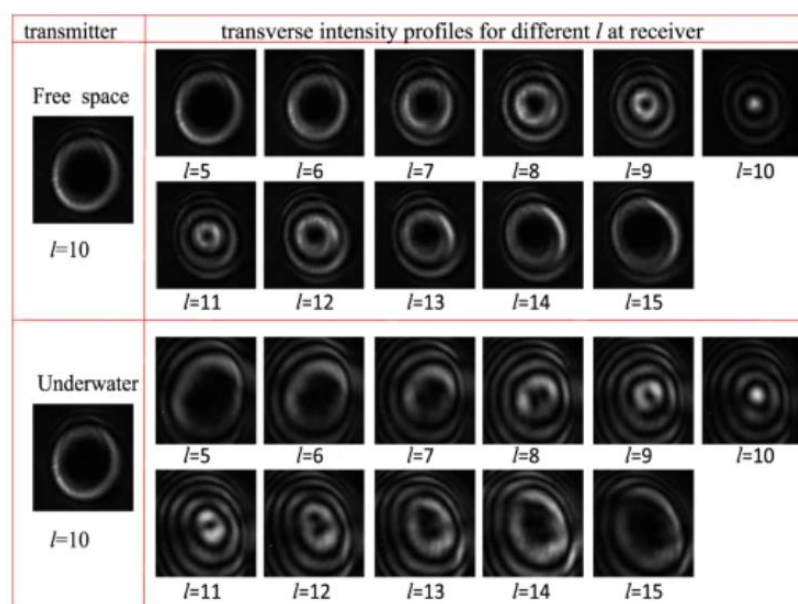 transmitter
transverse intensity profiles for different l at receiver
Free space
l=10
l=5 l=6 l=7 l=8 l=9 l=10
l=11 l=12 l=13 l=14 l=15
Underwater
l=10
l=5 l=6 l=7 l=8 l=9 l=10
l=11 l=12 l=13 l=14 l=15